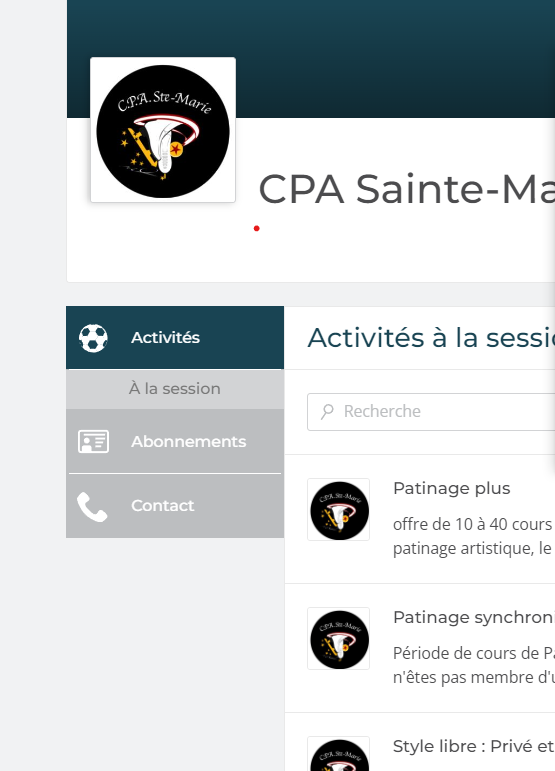 C.P.A. Ste-Marie
CPA Sainte-Ma
Activités
À la session
Abonnements
Contact
Activités à la sessio
Recherche
C.P.A. Ste-Marie
Patinage plus
offre de 10 à 40 cours
patinage artistique, le
C.P.A. Ste-Marie
Patinage synchroni
Période de cours de Pa
n'êtes pas membre d'u
C.P.A. Ste-Marie
Style libre : Privé et